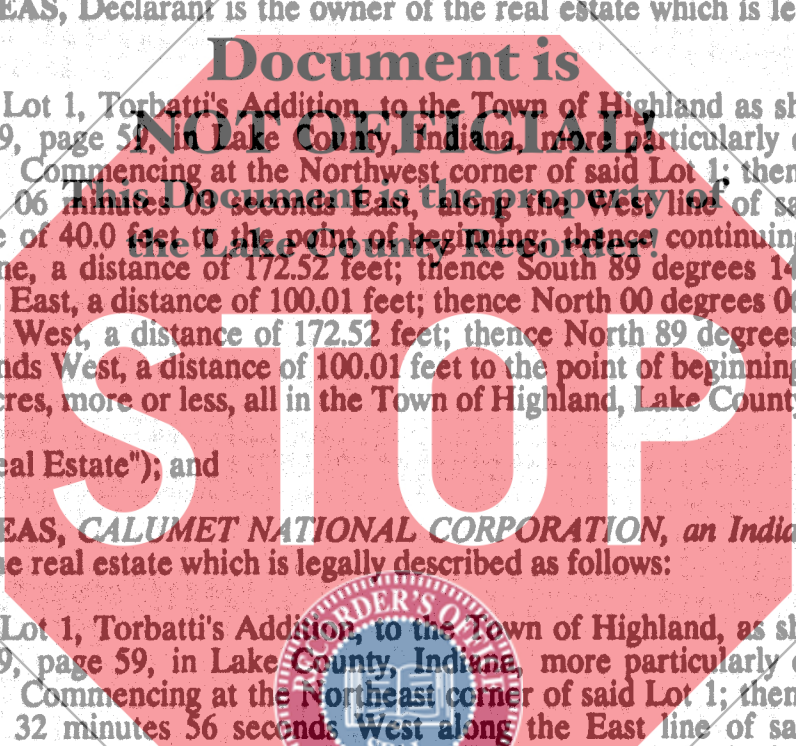 EAS, Declarant is the owner of the real estate which is le
Document is
Lot 1, Torbatti's Addition, to the Town of Highland as sh
NOT OFFICIAL!
9, page 59, in Lake County, Indiana, more particularly
Commencing at the Northwest corner of said Lot 1; then
This Document is the property of
06 minutes 03 seconds East, along the West line of sa
the Lake County Recorder!
of 40.0 feet to the point of beginning; thence continuing
ne, a distance of 172.52 feet; thence South 89 degrees 14
East, a distance of 100.01 feet; thence North 00 degrees 0
West, a distance of 172.52 feet; thence North 89 degrees
nds West, a distance of 100.01 feet to the point of beginning
cres, more or less, all in the Town of Highland, Lake County
STOP
eal Estate"); and
EAS, CALUMET NATIONAL CORPORATION, an India
e real estate which is legally described as follows:
RECORDER'S OFFICE
Lot 1, Torbatti's Addition, to the Town of Highland, as sh
9, page 59, in Lake County, Indiana, more particularly
Commencing at the Northeast corner of said Lot 1; then
32 minutes 56 seconds West along the East line of sa